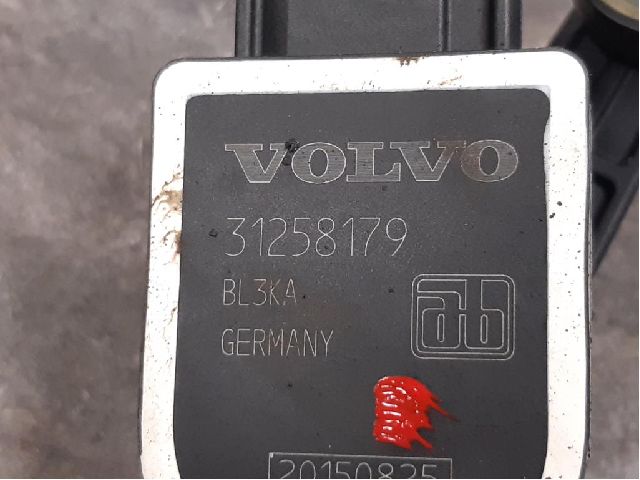 VOLVO
31258179
BL3KA
ab
GERMANY
20150825